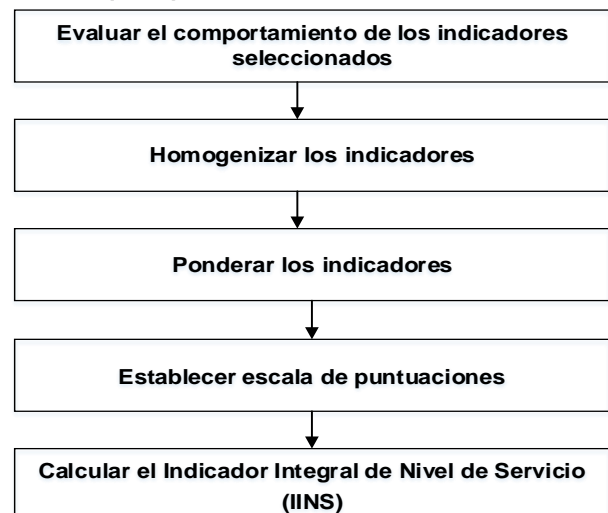 Evaluar el comportamiento de los indicadores
seleccionados
Homogenizar los indicadores
Ponderar los indicadores
Establecer escala de puntuaciones
Calcular el Indicador Integral de Nivel de Servicio
(IINS)